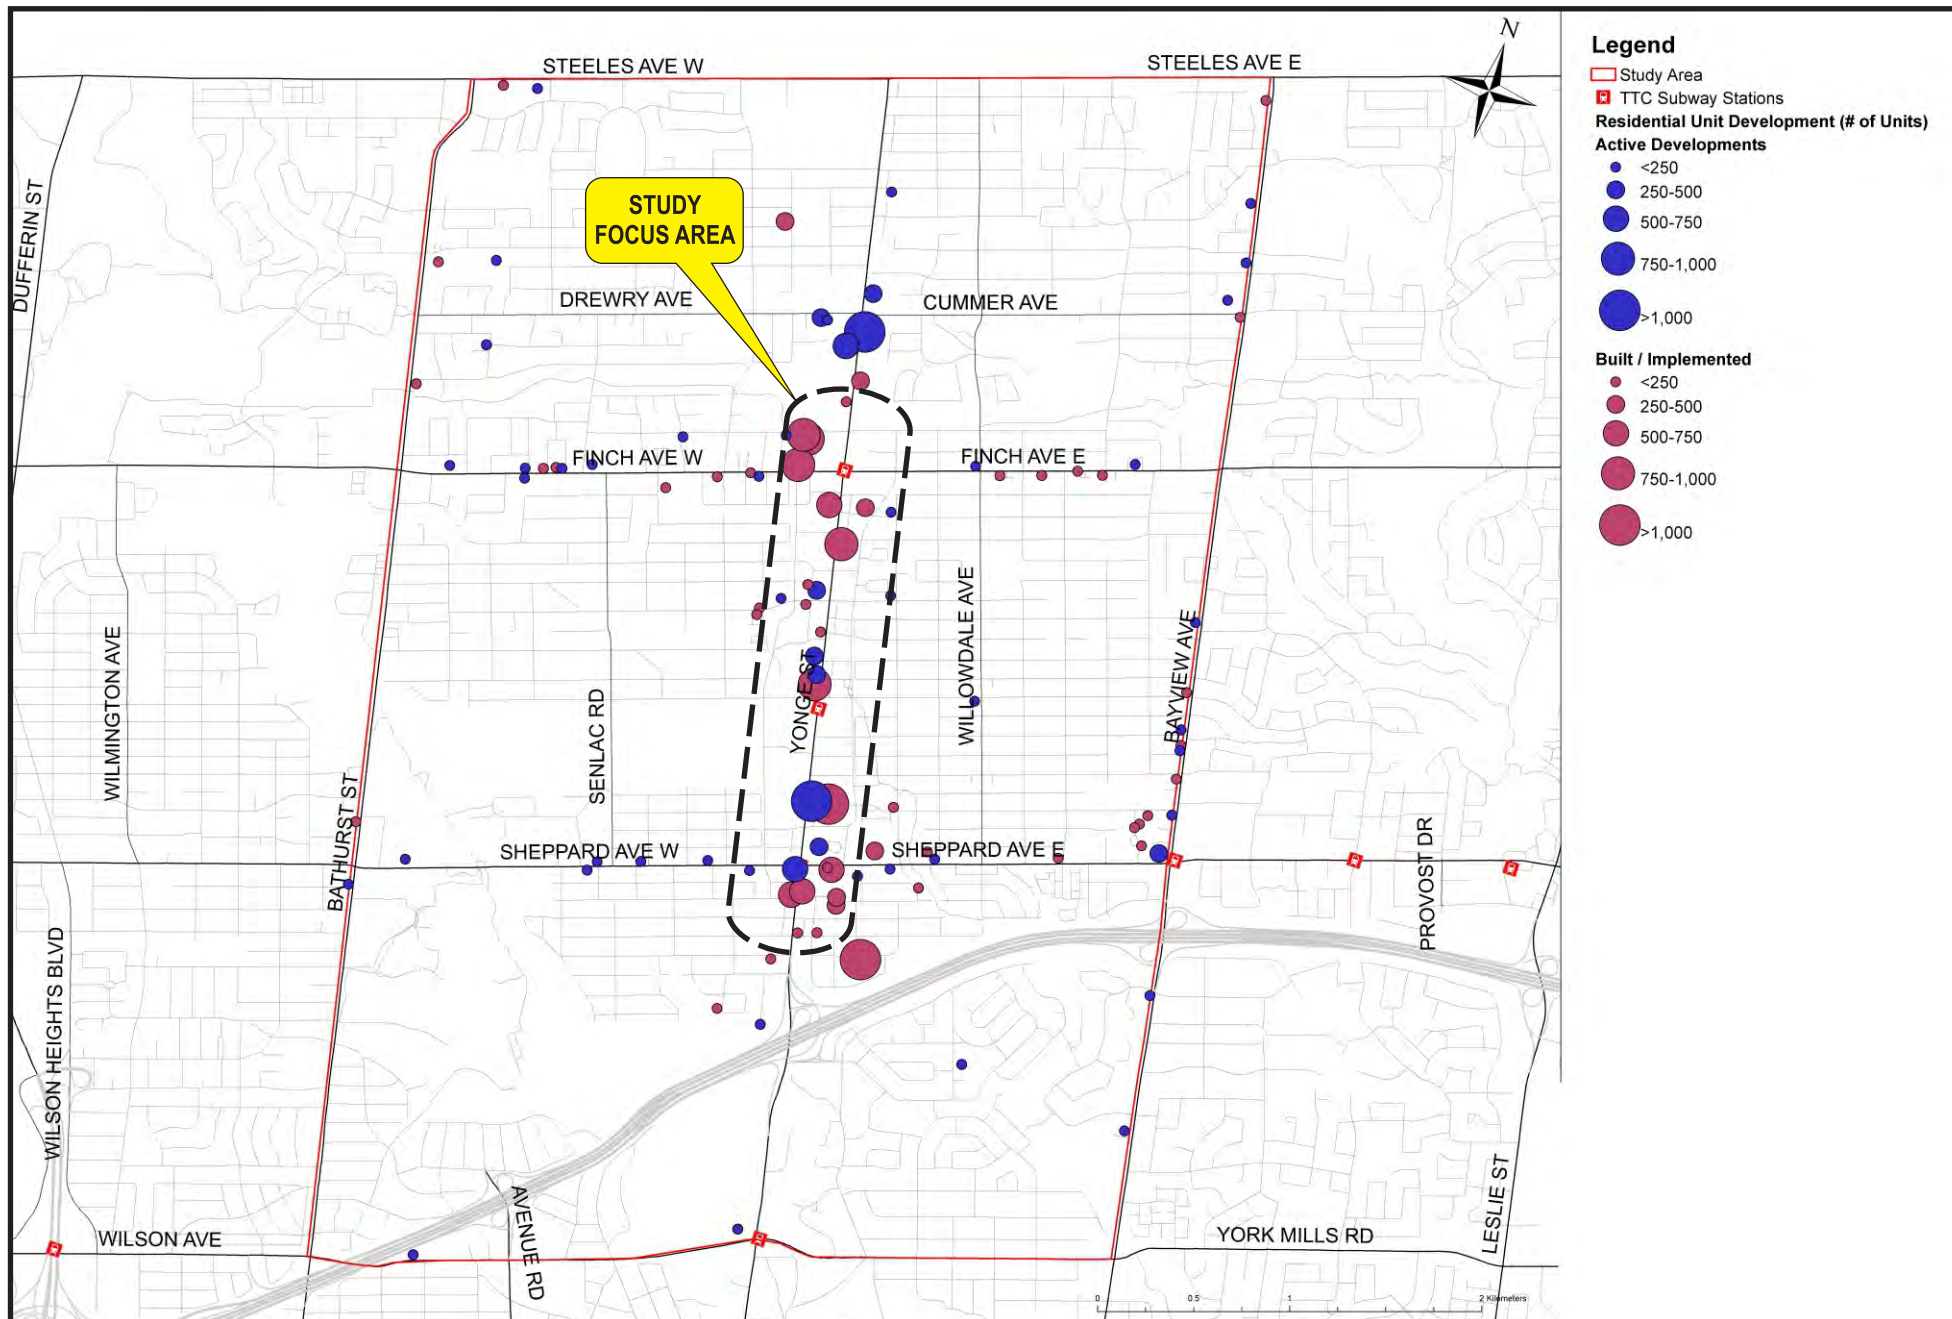 STEELES AVE W
STEELES AVE E
N
DUFFERIN ST
STUDY
FOCUS AREA
DREWRY AVE
CUMMER AVE
FINCH AVE W
FINCH AVE E
WILMINGTON AVE
SENLAC RD
YONGE ST
WILLOWDALE AVE
BAYVIEW AVE
BATHURST ST
SHEPPARD AVE W
SHEPPARD AVE E
PROVOST DR
WILSON HEIGHTS BLVD
AVENUE RD
LESLIE ST
WILSON AVE
YORK MILLS RD
0 0.5 1 2 Kilometers
Legend
Study Area
TTC Subway Stations
Residential Unit Development (# of Units)
Active Developments
<250
250-500
500-750
750-1,000
>1,000
Built / Implemented
<250
250-500
500-750
750-1,000
>1,000